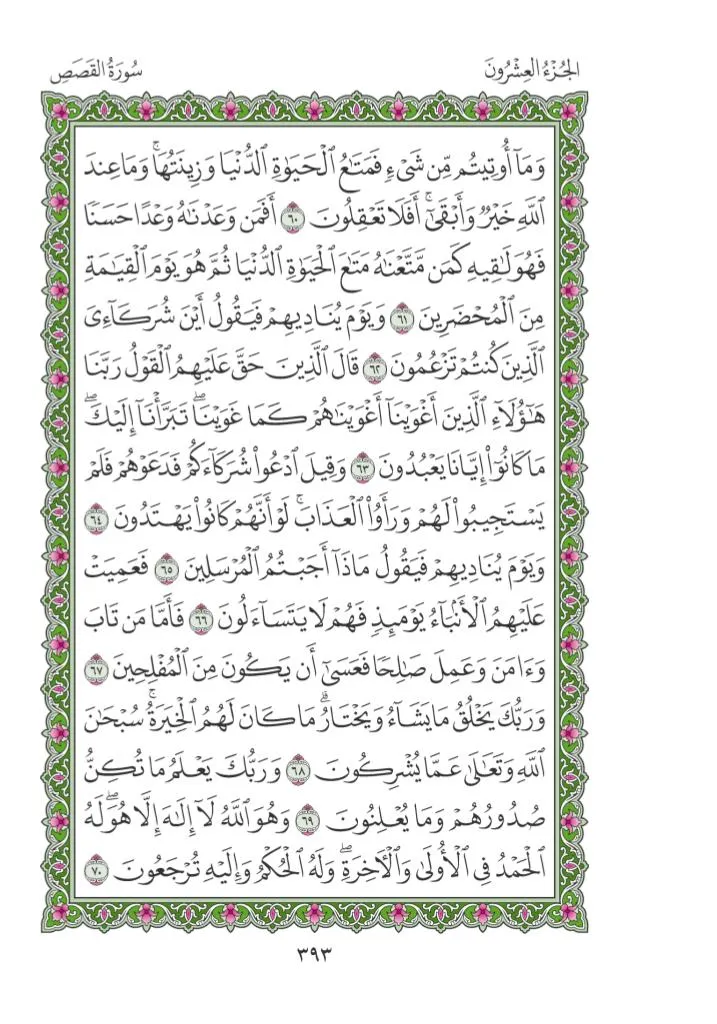 الجُزْءُ العِشْرُونَ
سُورَةُ القَصَصِ
وَمَآ أُوتِيتُم مِّن شَىْءٍ فَمَتَٰعُ ٱلْحَيَوٰةِ ٱلدُّنْيَا وَزِينَتُهَاۚ وَمَا عِندَ
ٱللَّهِ خَيْرٌ وَأَبْقَىٰٓۚ أَفَلَا تَعْقِلُونَ ٦٠ أَفَمَن وَعَدْنَٰهُ وَعْدًا حَسَنًا
فَهُوَ لَٰقِيهِ كَمَن مَّتَّعْنَٰهُ مَتَٰعَ ٱلْحَيَوٰةِ ٱلدُّنْيَا ثُمَّ هُوَ يَوْمَ ٱلْقِيَٰمَةِ
مِنَ ٱلْمُحْضَرِينَ ٦١ وَيَوْمَ يُنَادِيهِمْ فَيَقُولُ أَيْنَ شُرَكَآءِىَ
ٱلَّذِينَ كُنتُمْ تَزْعُمُونَ ٦٢ قَالَ ٱلَّذِينَ حَقَّ عَلَيْهِمُ ٱلْقَوْلُ رَبَّنَا
هَٰٓؤُلَآءِ ٱلَّذِينَ أَغْوَيْنَآ أَغْوَيْنَٰهُمْ كَمَا غَوَيْنَاۖ تَبَرَّأْنَآ إِلَيْكَۖ
مَا كَانُوٓا۟ إِيَّانَا يَعْبُدُونَ ٦٣ وَقِيلَ ٱدْعُوا۟ شُرَكَآءَكُمْ فَدَعَوْهُمْ فَلَمْ
يَسْتَجِيبُوا۟ لَهُمْ وَرَأَوُا۟ ٱلْعَذَابَۚ لَوْ أَنَّهُمْ كَانُوا۟ يَهْتَدُونَ ٦٤
وَيَوْمَ يُنَادِيهِمْ فَيَقُولُ مَاذَآ أَجَبْتُمُ ٱلْمُرْسَلِينَ ٦٥ فَعَمِيَتْ
عَلَيْهِمُ ٱلْأَنۢبَآءُ يَوْمَئِذٍ فَهُمْ لَا يَتَسَآءَلُونَ ٦٦ فَأَمَّا مَن تَابَ
وَءَامَنَ وَعَمِلَ صَٰلِحًا فَعَسَىٰٓ أَن يَكُونَ مِنَ ٱلْمُفْلِحِينَ ٦٧
وَرَبُّكَ يَخْلُقُ مَا يَشَآءُ وَيَخْتَارُۗ مَا كَانَ لَهُمُ ٱلْخِيَرَةُۚ سُبْحَٰنَ
ٱللَّهِ وَتَعَٰلَىٰ عَمَّا يُشْرِكُونَ ٦٨ وَرَبُّكَ يَعْلَمُ مَا تُكِنُّ
صُدُورُهُمْ وَمَا يُعْلِنُونَ ٦٩ وَهُوَ ٱللَّهُ لَآ إِلَٰهَ إِلَّا هُوَۖ لَهُ
ٱلْحَمْدُ فِى ٱلْأُولَىٰ وَٱلْءَاخِرَةِۖ وَلَهُ ٱلْحُكْمُ وَإِلَيْهِ تُرْجَعُونَ ٧٠
٣٩٣